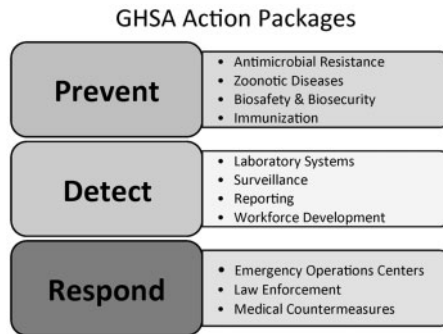 GHSA Action Packages
Prevent
• Antimicrobial Resistance
• Zoonotic Diseases
• Biosafety & Biosecurity
• Immunization
Detect
• Laboratory Systems
• Surveillance
• Reporting
• Workforce Development
Respond
• Emergency Operations Centers
• Law Enforcement
• Medical Countermeasures